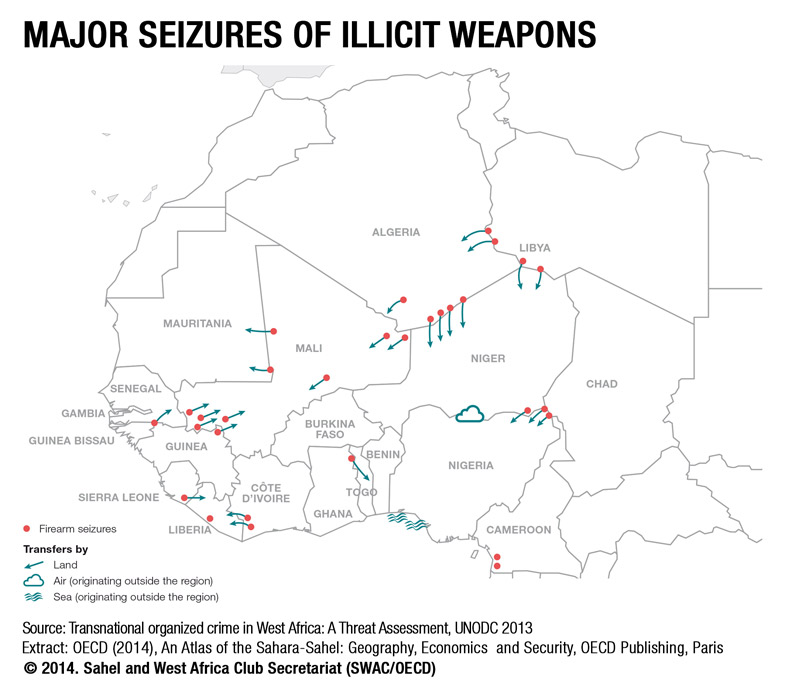 MAJOR SEIZURES OF ILLICIT WEAPONS
ALGERIA
LIBYA
MAURITANIA
MALI
NIGER
CHAD
SENEGAL
GAMBIA
GUINEA BISSAU
GUINEA
BURKINA
FASO
BENIN
NIGERIA
SIERRA LEONE
CÔTE
D'IVOIRE
TOGO
GHANA
LIBERIA
CAMEROON
Firearm seizures
Transfers by
Land
Air (originating outside the region)
Sea (originating outside the region)
Source: Transnational organized crime in West Africa: A Threat Assessment, UNODC 2013
Extract: OECD (2014), An Atlas of the Sahara-Sahel: Geography, Economics and Security, OECD Publishing, Paris
© 2014. Sahel and West Africa Club Secretariat (SWAC/OECD)